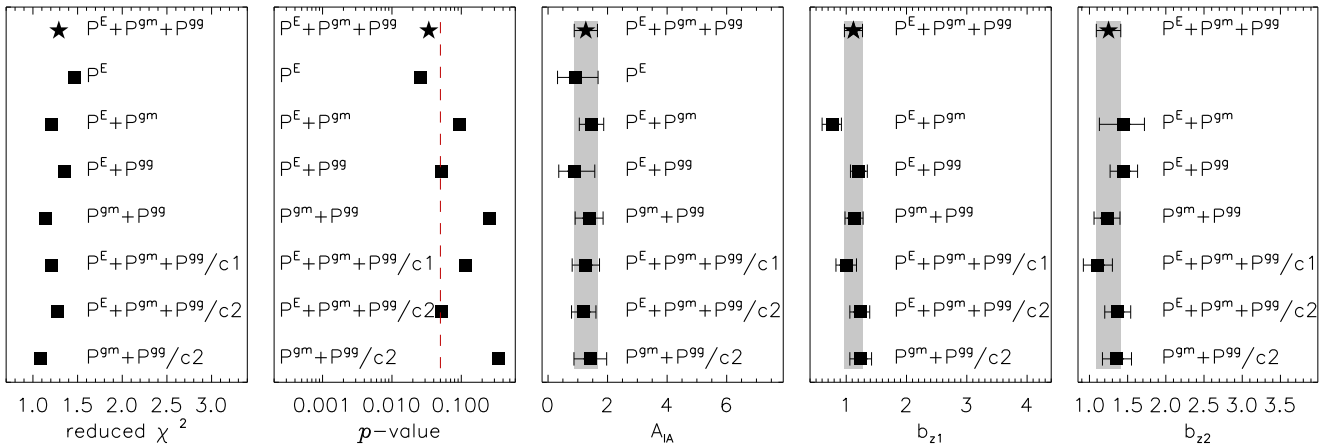 P^E+P^gm+P^gg P^E+P^gm+P^gg P^E+P^gm+P^gg P^E+P^gm+P^gg P^E+P^gm+P^gg
P^E P^E P^E
P^E+P^gm P^E+P^gm P^E+P^gm P^E+P^gm P^E+P^gm
P^E+P^gg P^E+P^gg P^E+P^gg P^E+P^gg P^E+P^gg
P^gm+P^gg P^gm+P^gg P^gm+P^gg P^gm+P^gg P^gm+P^gg
P^E+P^gm+P^gg/c1 P^E+P^gm+P^gg/c1 P^E+P^gm+P^gg/c1 P^E+P^gm+P^gg/c1 P^E+P^gm+P^gg/c1
P^E+P^gm+P^gg/c2 P^E+P^gm+P^gg/c2 P^E+P^gm+P^gg/c2 P^E+P^gm+P^gg/c2 P^E+P^gm+P^gg/c2
P^gm+P^gg/c2 P^gm+P^gg/c2 P^gm+P^gg/c2 P^gm+P^gg/c2 P^gm+P^gg/c2
1.0 1.5 2.0 2.5 3.0 0.001 0.010 0.100 0 2 4 6 1 2 3 4 1.0 1.5 2.0 2.5 3.0 3.5
reduced χ² p-value A_IA b_z1 b_z2